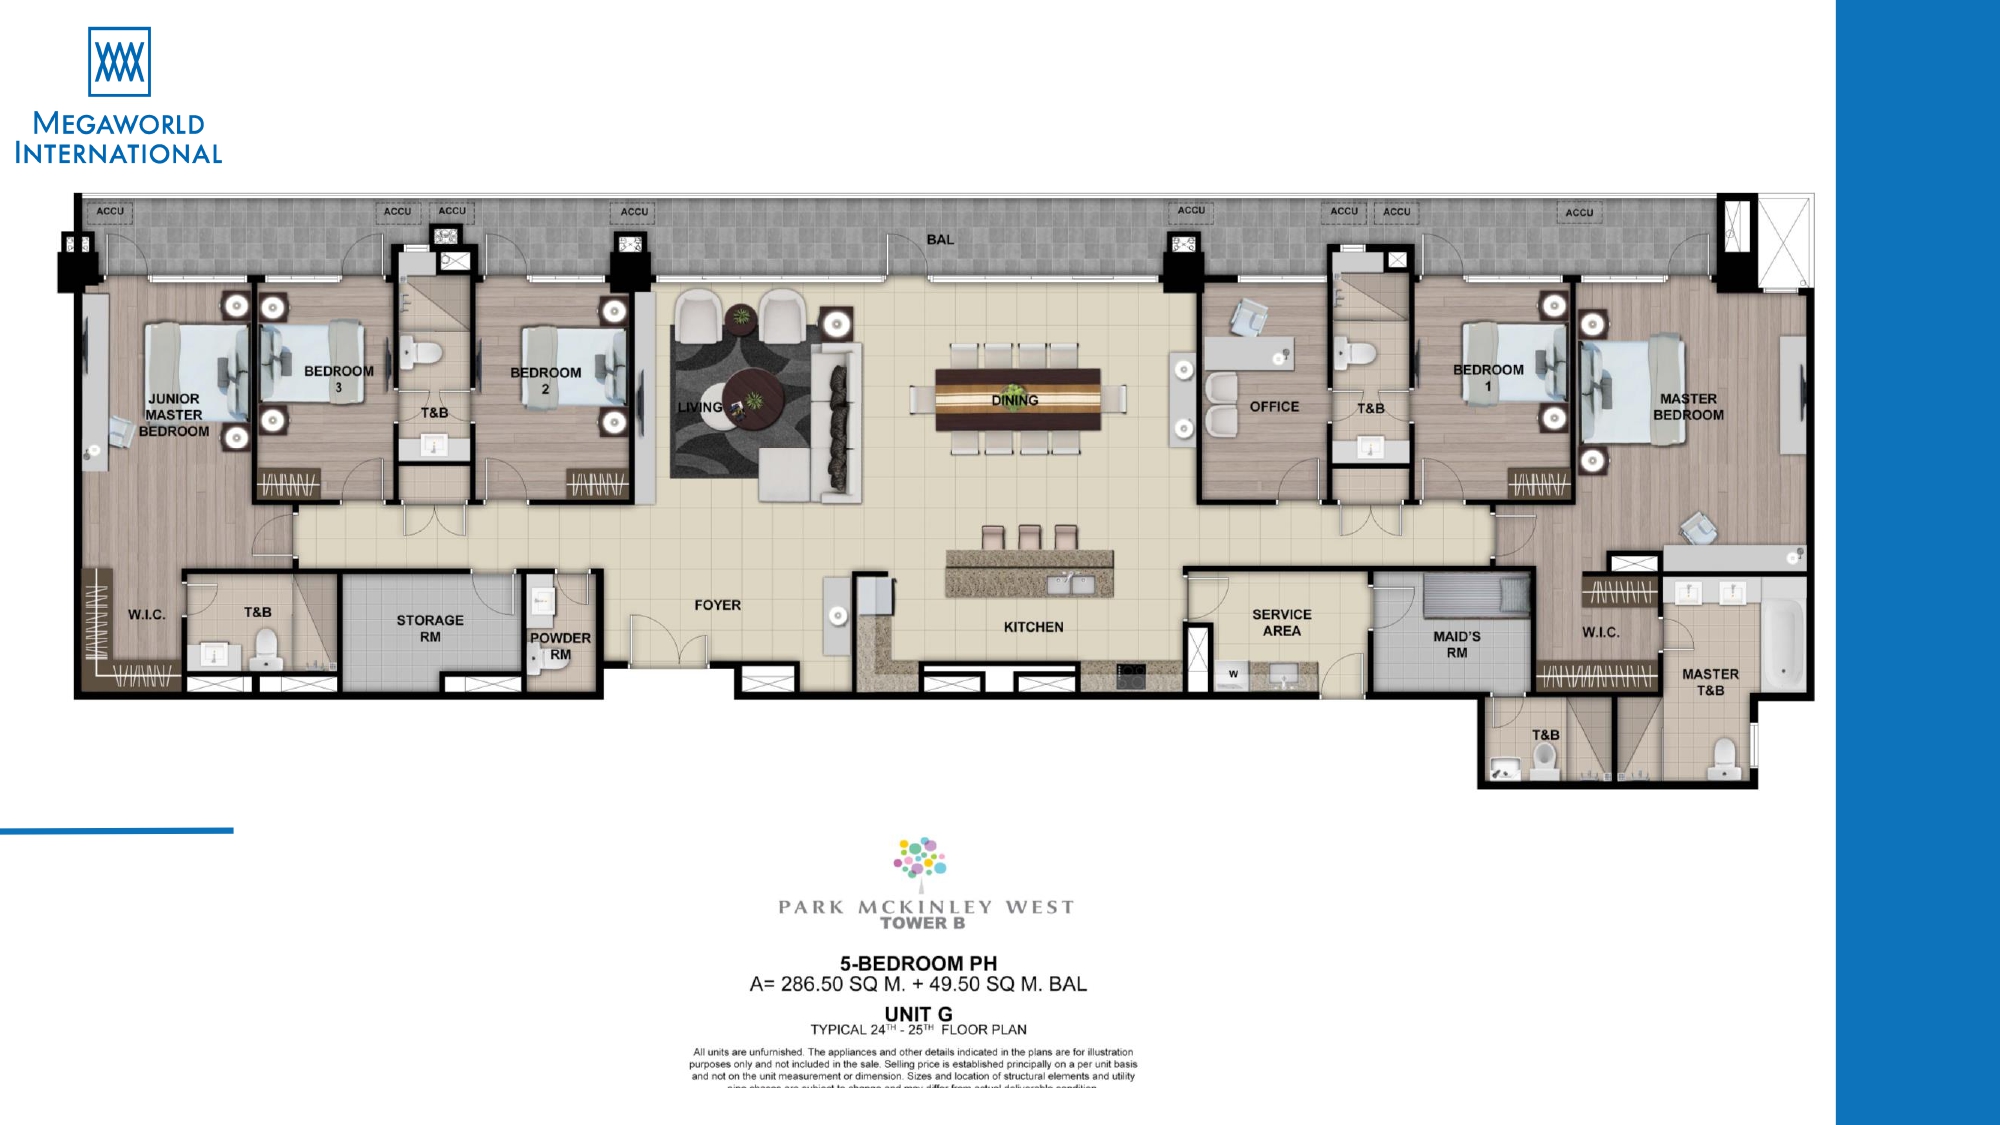 MEGAWORLD
INTERNATIONAL
ACCU
ACCU
ACCU
ACCU
ACCU
ACCU
ACCU
ACCU
BAL
JUNIOR
MASTER
BEDROOM
BEDROOM
3
T&B
BEDROOM
2
LIVING
DINING
OFFICE
T&B
BEDROOM
1
MASTER
BEDROOM
W.I.C.
T&B
STORAGE
RM
POWDER
RM
FOYER
KITCHEN
SERVICE
AREA
W
MAID'S
RM
W.I.C.
MASTER
T&B
T&B
PARK MCKINLEY WEST
TOWER B
5-BEDROOM PH
A= 286.50 SQ M. + 49.50 SQ M. BAL
UNIT G
TYPICAL 24TH - 25TH FLOOR PLAN
All units are unfurnished. The appliances and other details indicated in the plans are for illustration
purposes only and not included in the sale. Selling price is established principally on a per unit basis
and not on the unit measurement or dimension. Sizes and location of structural elements and utility